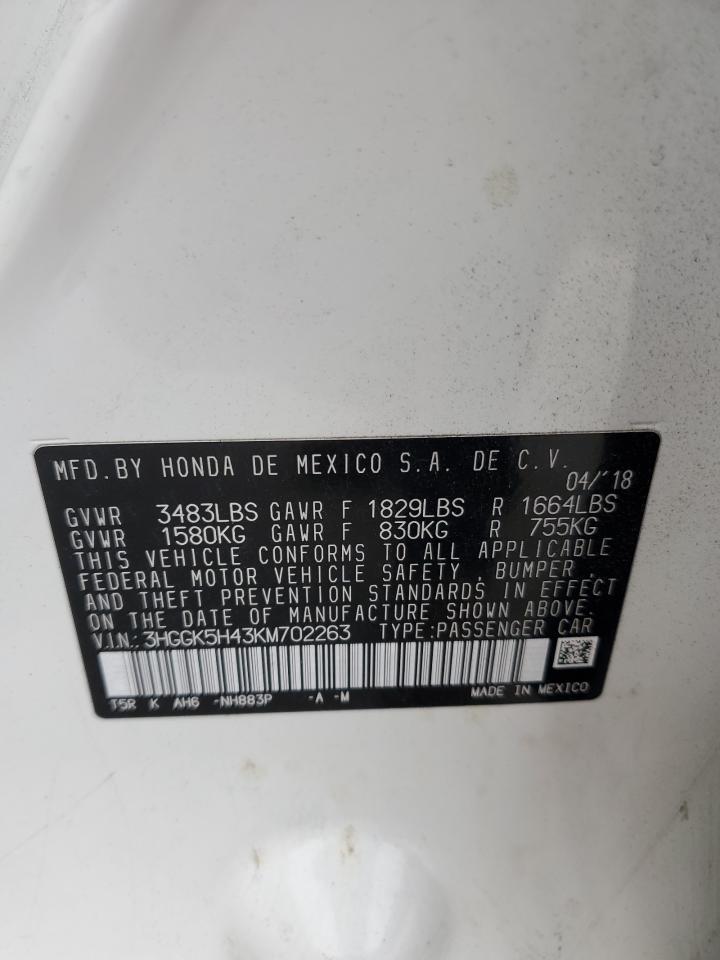 MFD.BY HONDA DE MEXICO S.A. DE C.V.
04/'18
GVWR 3483LBS GAWR F 1829LBS R 1664LBS
GVWR 1580KG GAWR F 830KG R 755KG
THIS VEHICLE CONFORMS TO ALL APPLICABLE
FEDERAL MOTOR VEHICLE SAFETY , BUMPER ,
AND THEFT PREVENTION STANDARDS IN EFFECT
ON THE DATE OF MANUFACTURE SHOWN ABOVE.
V.I.N.: 3HGGK5H43KM702263 TYPE:PASSENGER CAR
MADE IN MEXICO
T5R K AH6 -NH883P -A -M